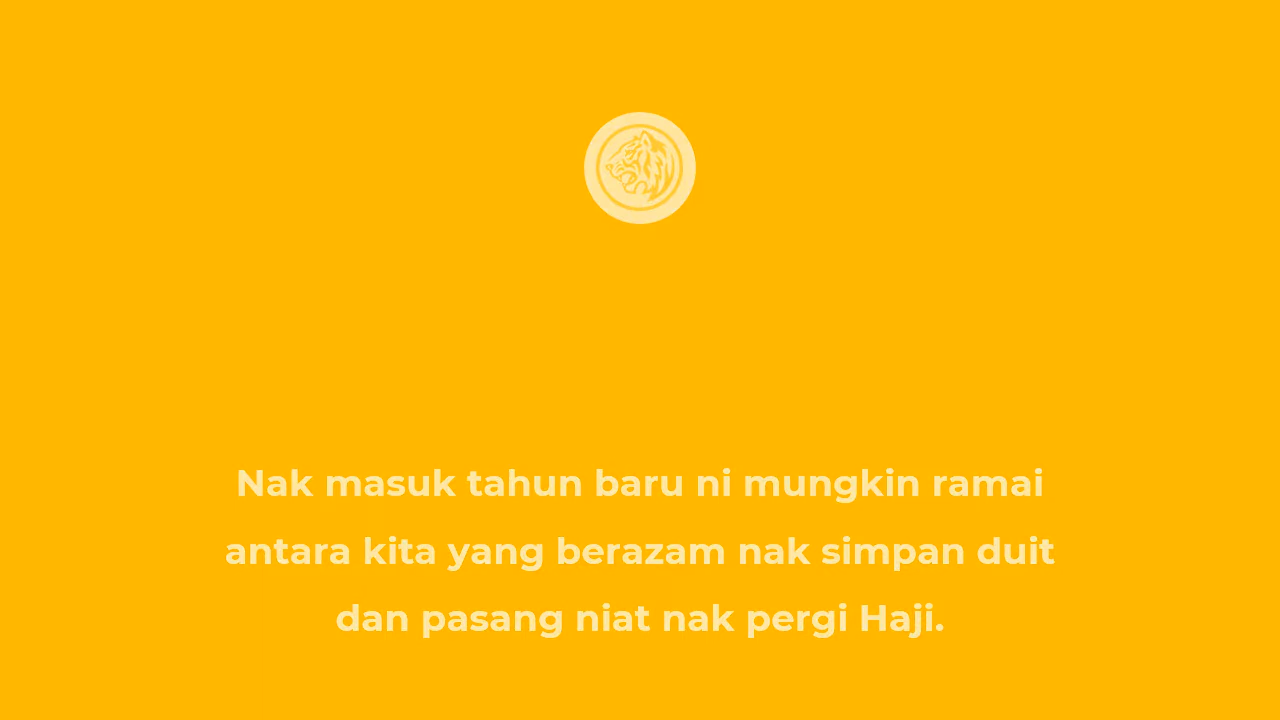 Nak masuk tahun baru ni mungkin ramai
antara kita yang berazam nak simpan duit
dan pasang niat nak pergi Haji.